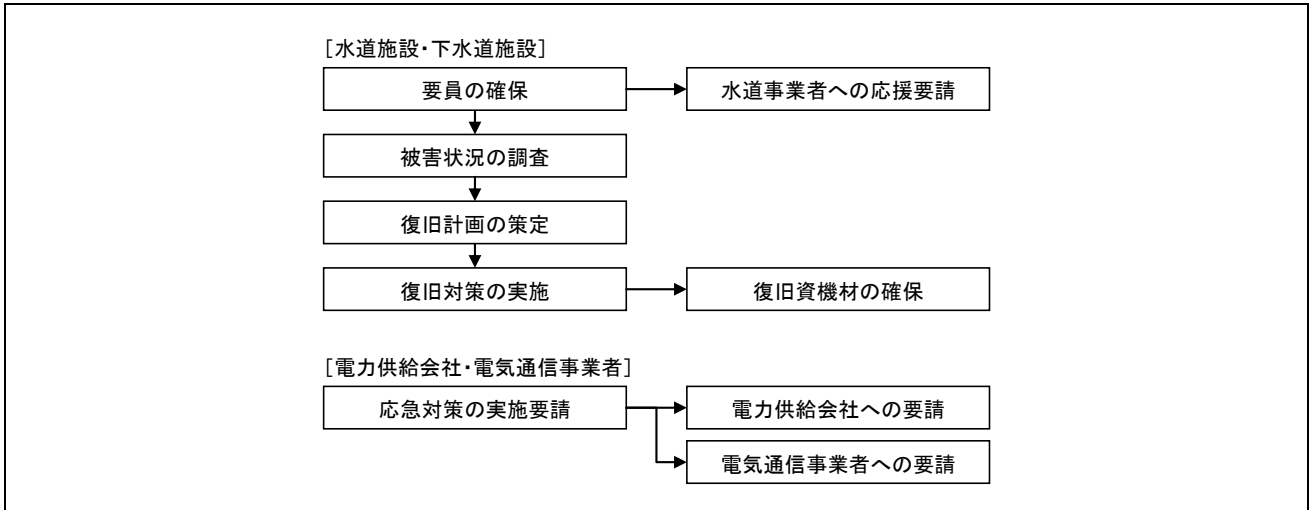 ［水道施設・下水道施設］
要員の確保
水道事業者への応援要請
被害状況の調査
復旧計画の策定
復旧対策の実施
復旧資機材の確保
［電力供給会社・電気通信事業者］
応急対策の実施要請
電力供給会社への要請
電気通信事業者への要請